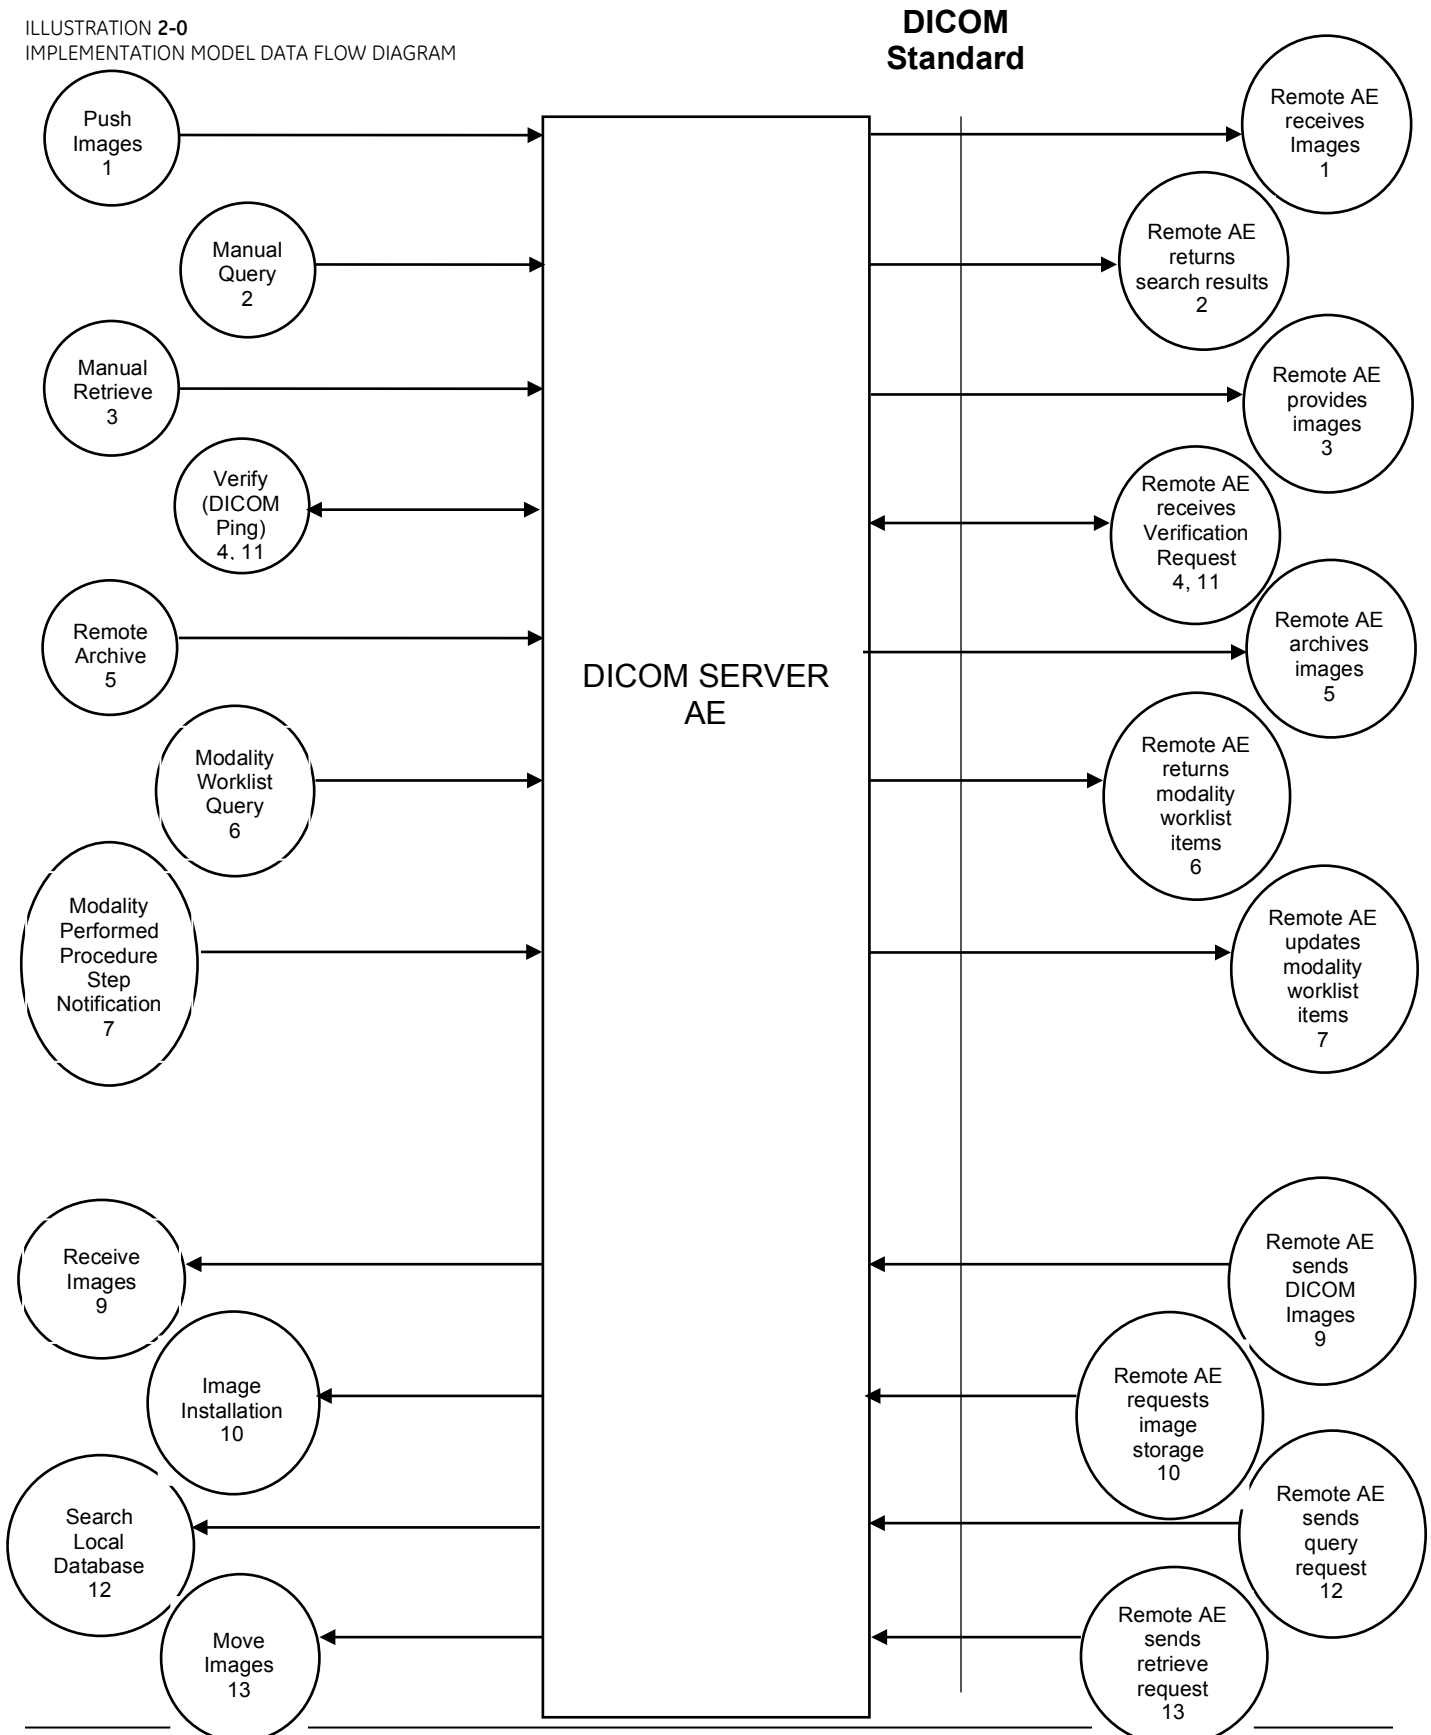 ILLUSTRATION 2-0
IMPLEMENTATION MODEL DATA FLOW DIAGRAM
DICOM
Standard
Push
Images
1
Remote AE
receives
Images
1
Manual
Query
2
Remote AE
returns
search results
2
Manual
Retrieve
3
Remote AE
provides
images
3
Verify
(DICOM
Ping)
4, 11
Remote AE
receives
Verification
Request
4, 11
Remote
Archive
5
Remote AE
archives
images
5
DICOM SERVER
AE
Modality
Worklist
Query
6
Remote AE
returns
modality
worklist
items
6
Modality
Performed
Procedure
Step
Notification
7
Remote AE
updates
modality
worklist
items
7
Receive
Images
9
Remote AE
sends
DICOM
Images
9
Image
Installation
10
Remote AE
requests
image
storage
10
Search
Local
Database
12
Remote AE
sends
query
request
12
Move
Images
13
Remote AE
sends
retrieve
request
13